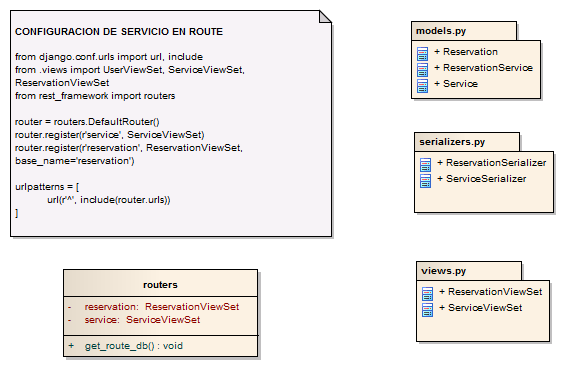 CONFIGURACION DE SERVICIO EN ROUTE
from django.conf.urls import url, include
from .views import UserViewSet, ServiceViewSet,
ReservationViewSet
from rest_framework import routers
router = routers.DefaultRouter()
router.register(r'service', ServiceViewSet)
router.register(r'reservation', ReservationViewSet,
base_name='reservation')
urlpatterns = [
url(r'^', include(router.urls))
]
models.py
+ Reservation
+ ReservationService
+ Service
serializers.py
+ ReservationSerializer
+ ServiceSerializer
views.py
+ ReservationViewSet
+ ServiceViewSet
routers
- reservation: ReservationViewSet
- service: ServiceViewSet
+ get_route_db() : void